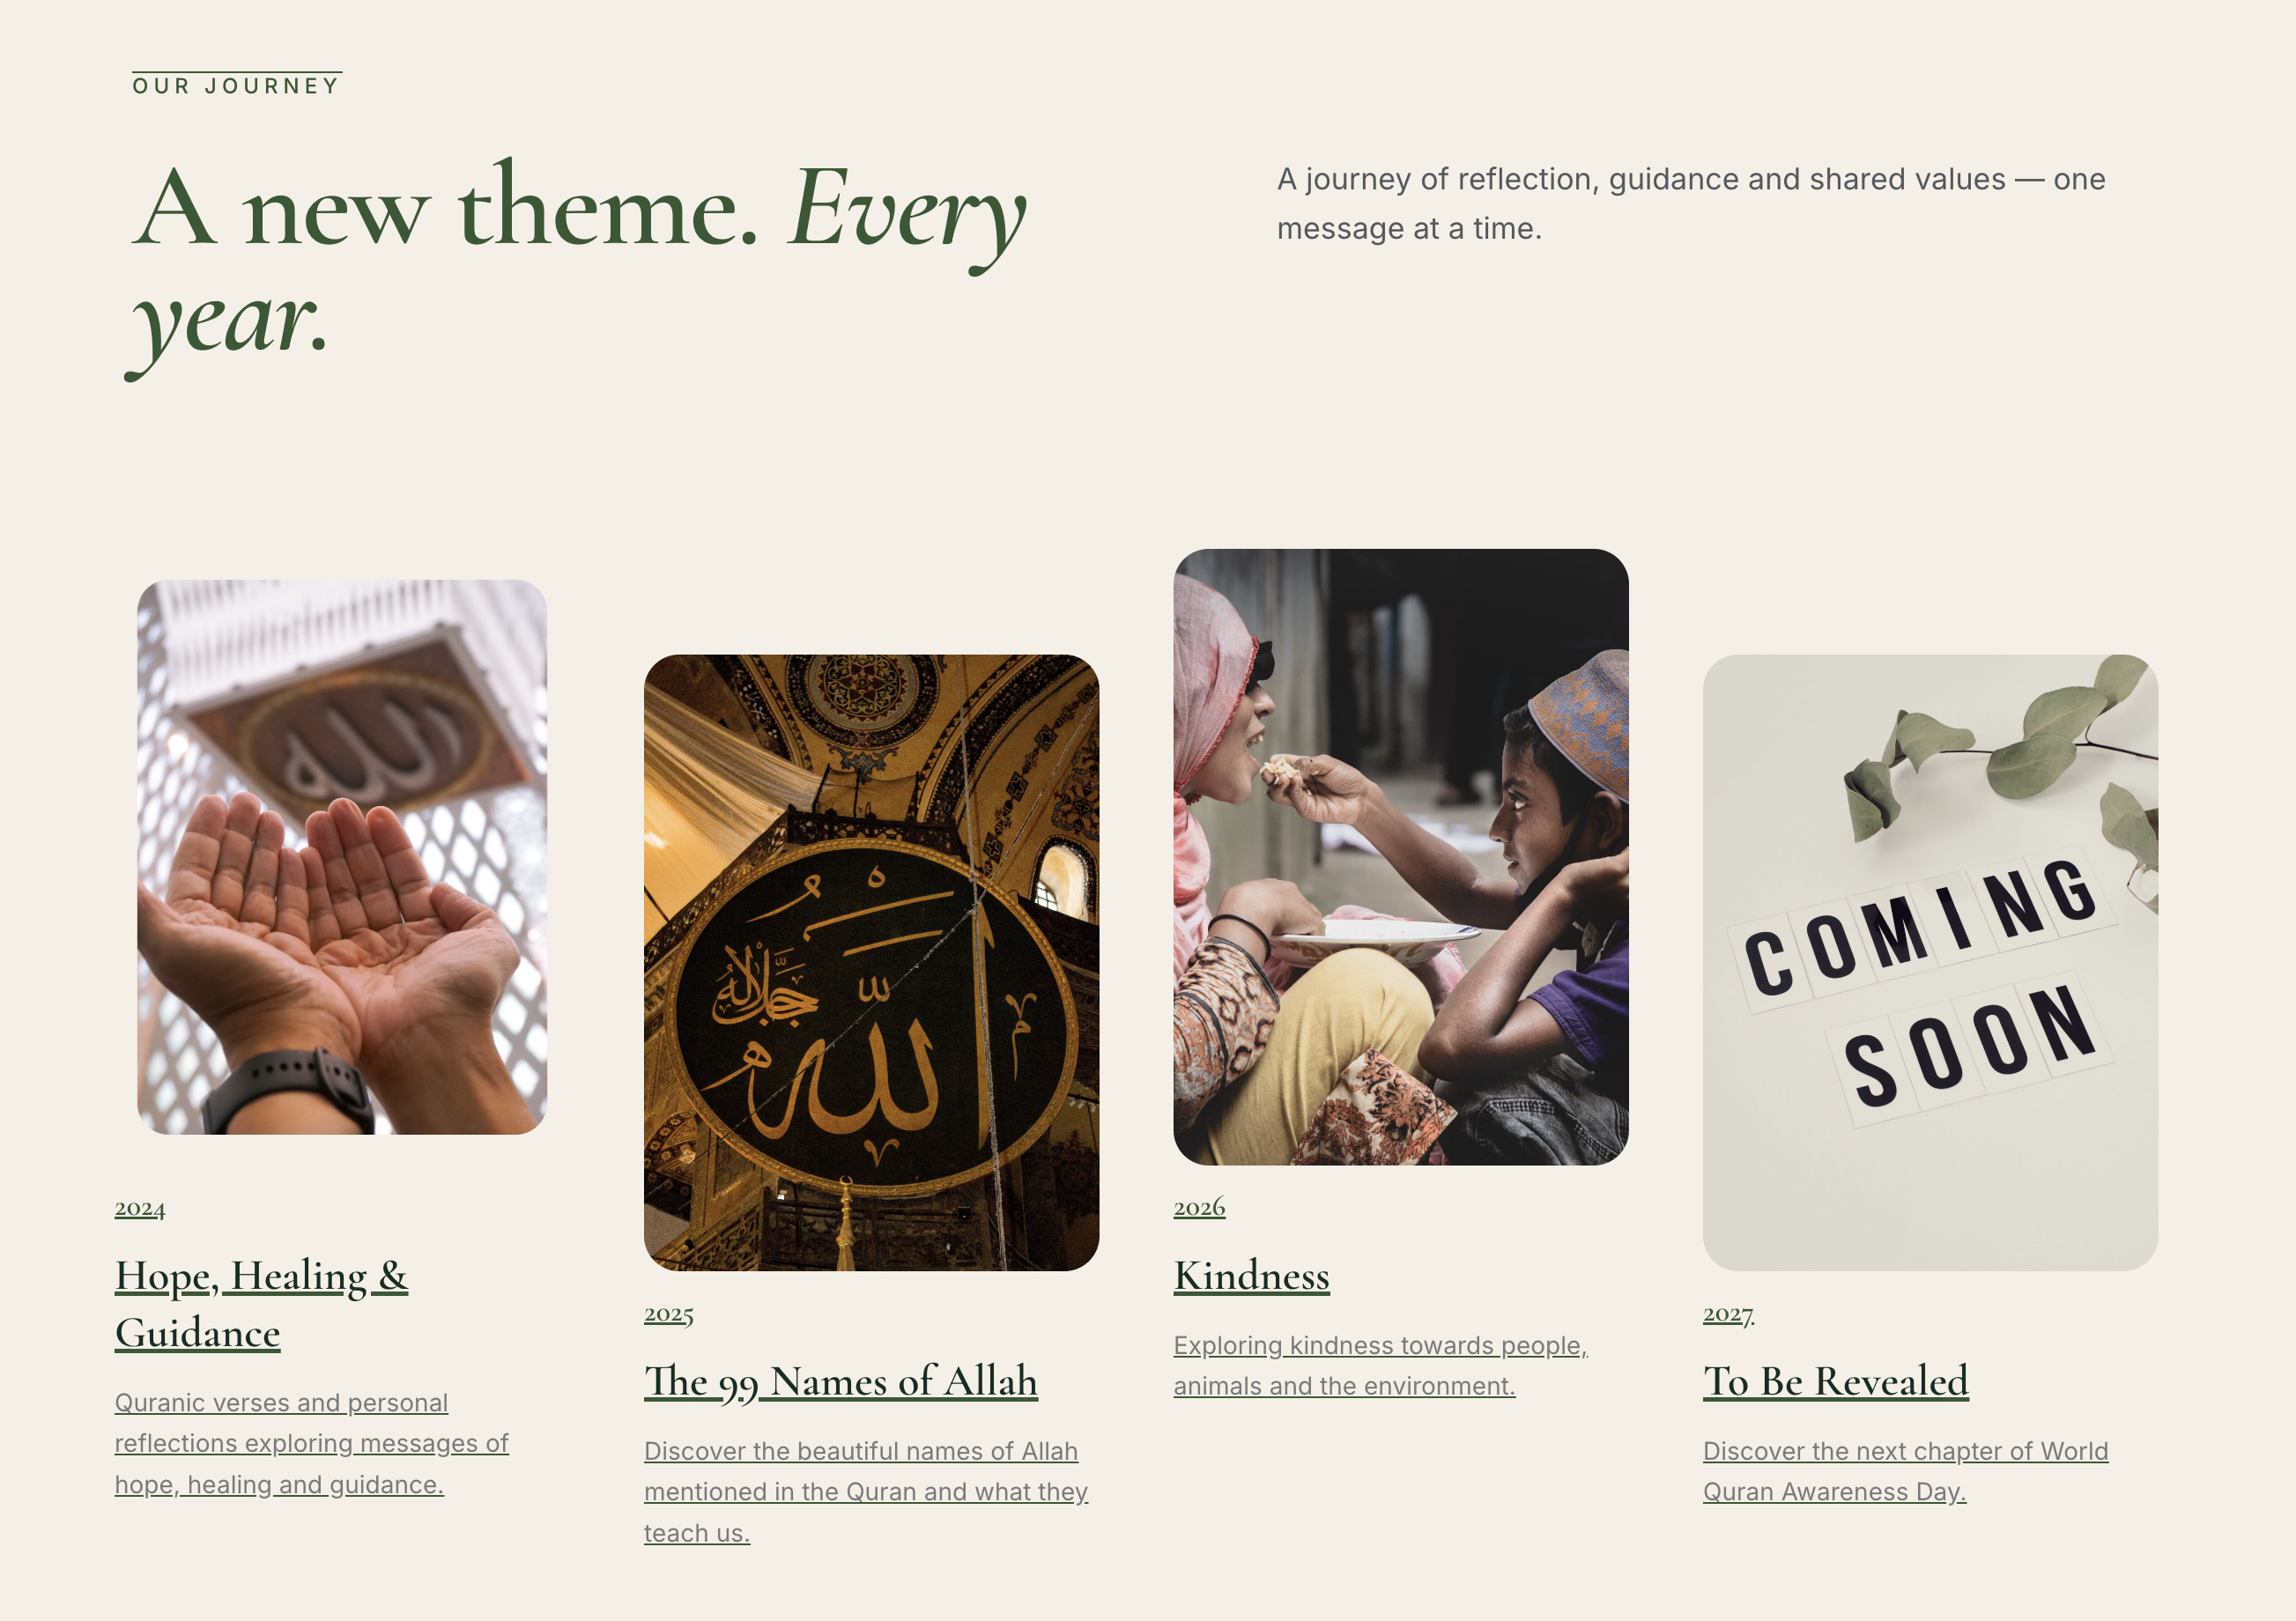 OUR JOURNEY
A new theme. Every
year.
A journey of reflection, guidance and shared values — one
message at a time.
الله
الله
جل جلاله
COMING
SOON
2024
Hope, Healing &
Guidance
Quranic verses and personal
reflections exploring messages of
hope, healing and guidance.
2025
The 99 Names of Allah
Discover the beautiful names of Allah
mentioned in the Quran and what they
teach us.
2026
Kindness
Exploring kindness towards people,
animals and the environment.
2027
To Be Revealed
Discover the next chapter of World
Quran Awareness Day.